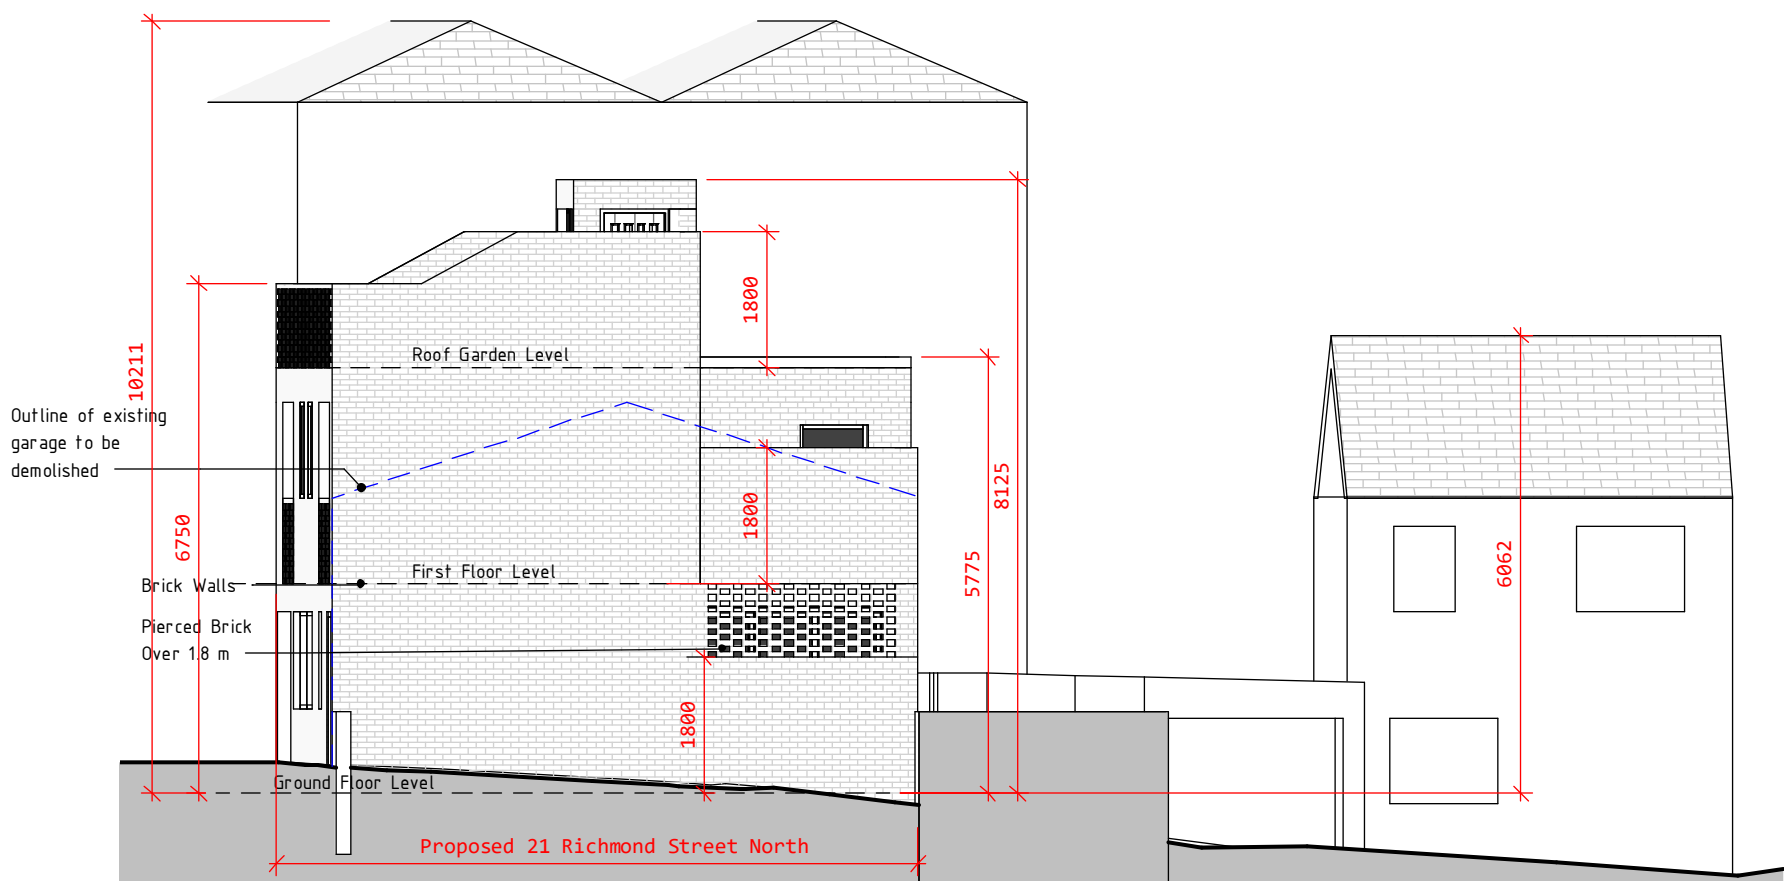 10211
1800
Roof Garden Level
Outline of existing
garage to be
demolished
8125
1800
6750
5775
6062
First Floor Level
Brick Walls
Pierced Brick
Over 1.8 m
1800
Ground Floor Level
Proposed 21 Richmond Street North